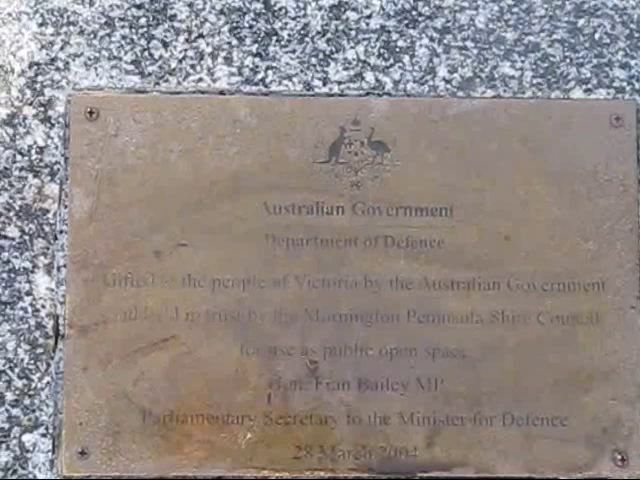 Australian Government
Department of Defence
Gifted to the people of Victoria by the Australian Government
and held in trust by the Mornington Peninsula Shire Council
for use as public open space
Hon. Fran Bailey MP
Parliamentary Secretary to the Minister for Defence
28 March 2004